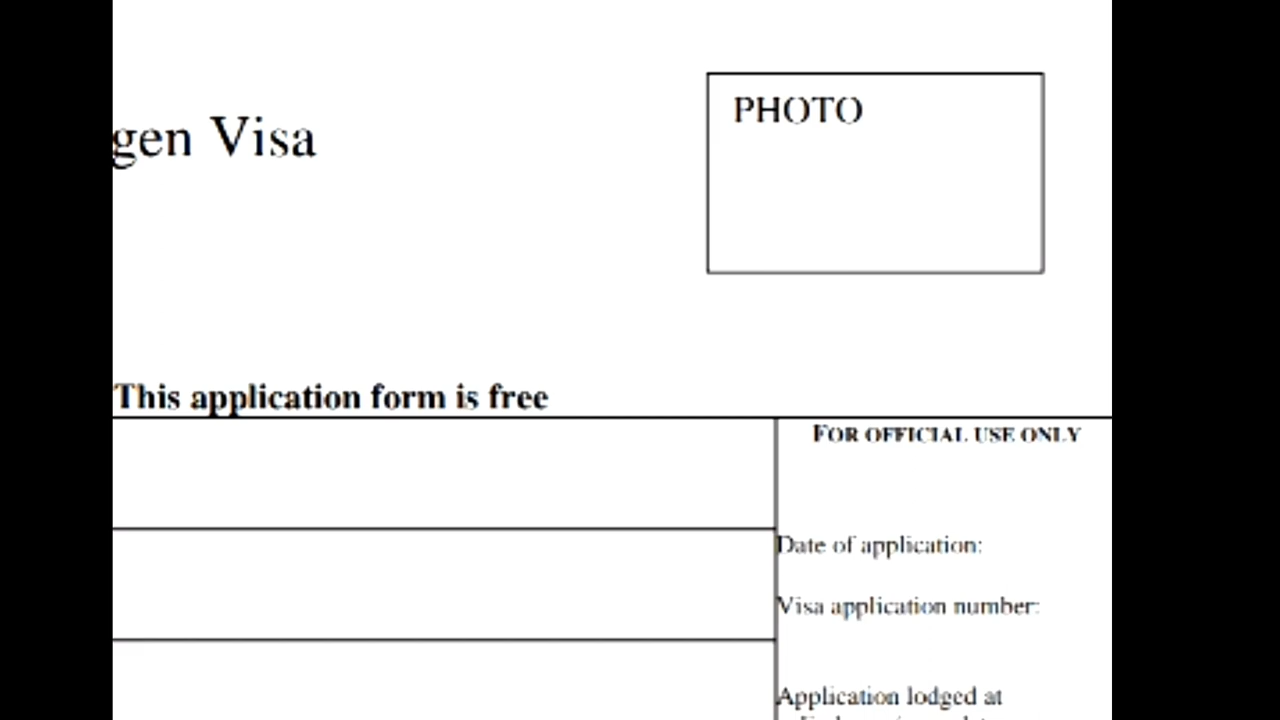 PHOTO
gen Visa
This application form is free
FOR OFFICIAL USE ONLY
Date of application:
Visa application number:
Application lodged at